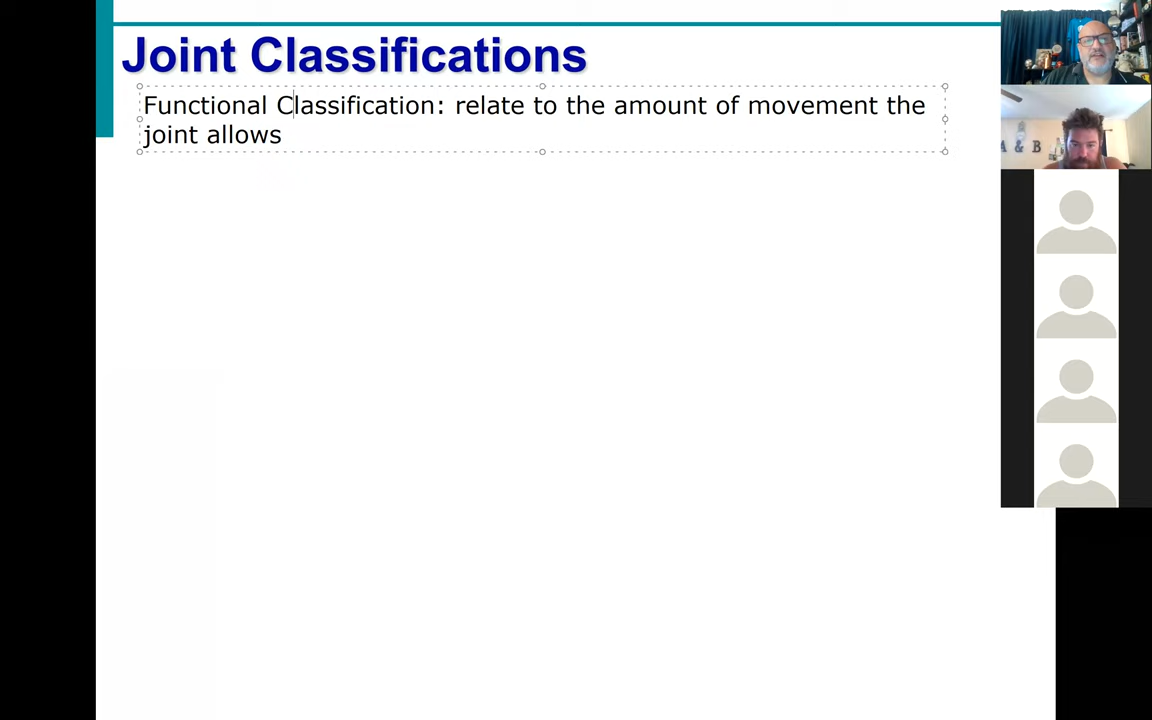 Joint Classifications
Functional Classification: relate to the amount of movement the
joint allows
A & B